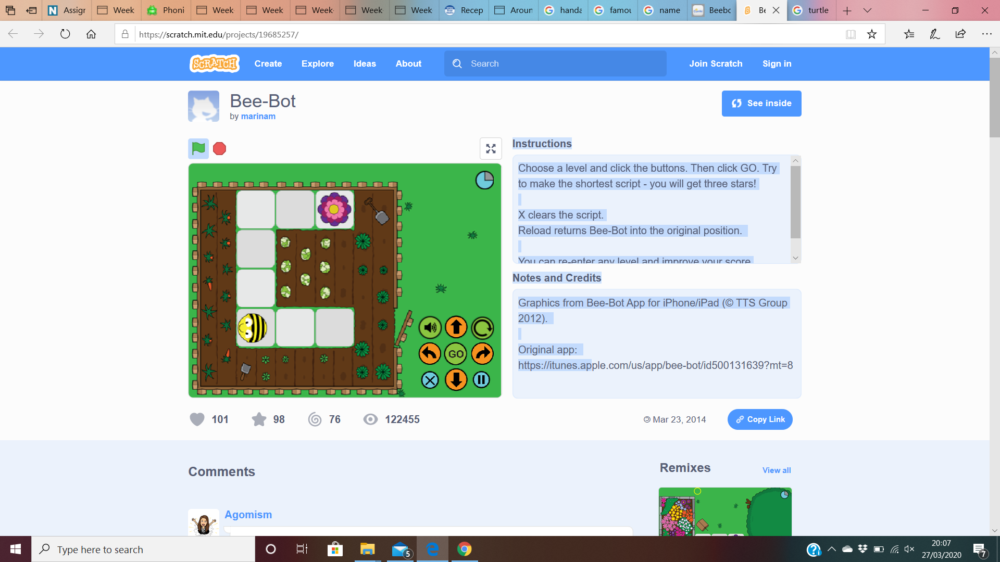 Assigr
Week
Phoni
Week
Week
Week
Week
Week
Recep
Aroun
handa
famou
name
Beebo
Be
turtle
https://scratch.mit.edu/projects/19685257/
SCRATCH
Create
Explore
Ideas
About
Search
Join Scratch
Sign in
Bee-Bot
by marinam
See inside
Instructions
Choose a level and click the buttons. Then click GO. Try
to make the shortest script - you will get three stars!
X clears the script.
Reload returns Bee-Bot into the original position.
You can re-enter any level and improve your score
Notes and Credits
Graphics from Bee-Bot App for iPhone/iPad (© TTS Group
2012).
Original app:
https://itunes.apple.com/us/app/bee-bot/id500131639?mt=8
GO
101
98
76
122455
Mar 23, 2014
Copy Link
Comments
Remixes
View all
Agomism
Type here to search
5
20:07
27/03/2020
7